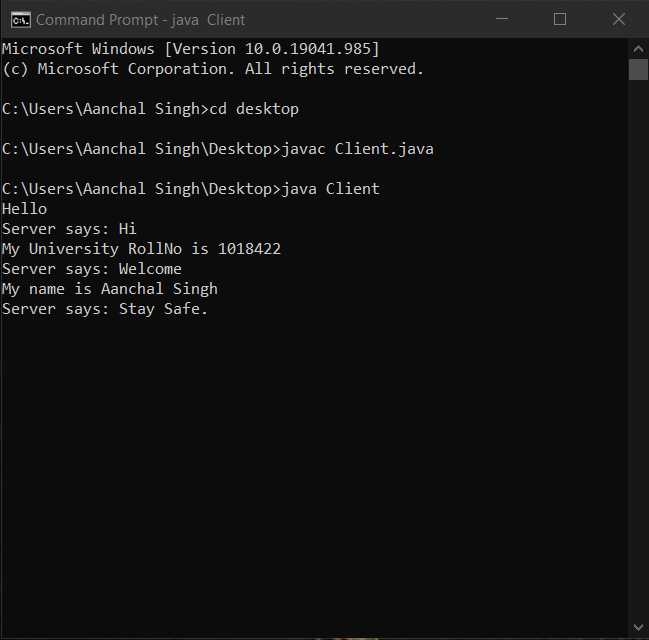 Command Prompt - java  Client
Microsoft Windows [Version 10.0.19041.985]
(c) Microsoft Corporation. All rights reserved.
C:\Users\Aanchal Singh>cd desktop
C:\Users\Aanchal Singh\Desktop>javac Client.java
C:\Users\Aanchal Singh\Desktop>java Client
Hello
Server says: Hi
My University RollNo is 1018422
Server says: Welcome
My name is Aanchal Singh
Server says: Stay Safe.